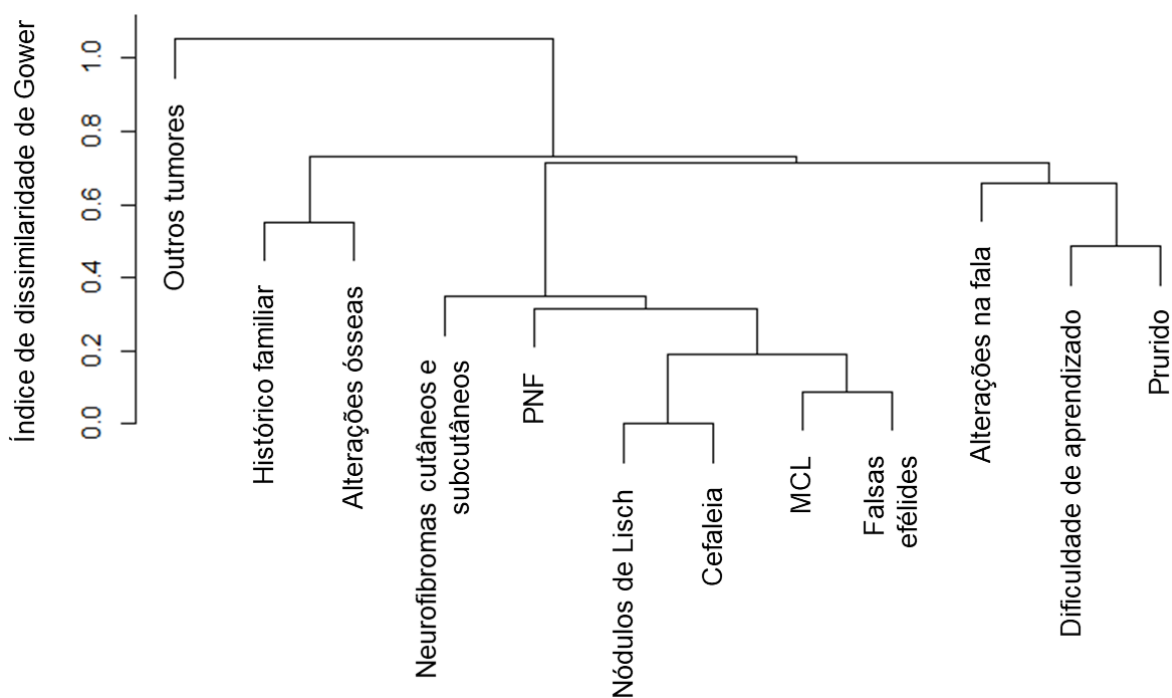 Índice de dissimilaridade de Gower
1.0
0.8
0.6
0.4
0.2
0.0
Outros tumores
Histórico familiar
Alterações ósseas
Neurofibromas cutâneos e
subcutâneos
PNF
Nódulos de Lisch
Cefaleia
MCL
Falsas
efélides
Alterações na fala
Dificuldade de aprendizado
Prurido